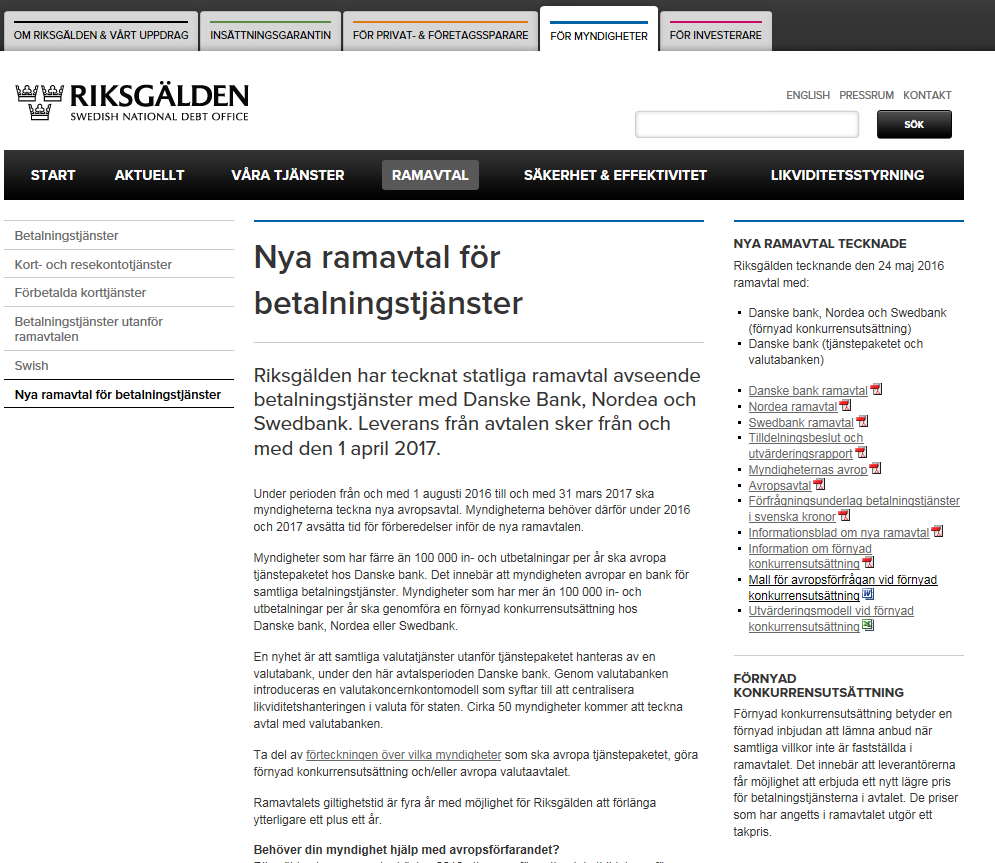 OM RIKSGÄLDEN & VÅRT UPPDRAG
INSÄTTNINGSGARANTIN
FÖR PRIVAT- & FÖRETAGSSPARARE
FÖR MYNDIGHETER
FÖR INVESTERARE
RIKSGÄLDEN
SWEDISH NATIONAL DEBT OFFICE
ENGLISH PRESSRUM KONTAKT
SÖK
START AKTUELLT VÅRA TJÄNSTER RAMAVTAL SÄKERHET & EFFEKTIVITET LIKVIDITETSSTYRNING
Betalningstjänster
Kort- och resekontotjänster
Förbetalda korttjänster
Betalningstjänster utanför
ramavtalen
Swish
Nya ramavtal för betalningstjänster
Nya ramavtal för
betalningstjänster
Riksgälden har tecknat statliga ramavtal avseende
betalningstjänster med Danske Bank, Nordea och
Swedbank. Leverans från avtalen sker från och
med den 1 april 2017.
Under perioden från och med 1 augusti 2016 till och med 31 mars 2017 ska
myndigheterna teckna nya avropsavtal. Myndigheterna behöver därför under 2016
och 2017 avsätta tid för förberedelser inför de nya ramavtalen.
Myndigheter som har färre än 100 000 in- och utbetalningar per år ska avropa
tjänstepaketet hos Danske bank. Det innebär att myndigheten avropar en bank för
samtliga betalningstjänster. Myndigheter som har mer än 100 000 in- och
utbetalningar per år ska genomföra en förnyad konkurrensutsättning hos
Danske bank, Nordea eller Swedbank.
En nyhet är att samtliga valutatjänster utanför tjänstepaketet hanteras av en
valutabank, under den här avtalsperioden Danske bank. Genom valutabanken
introduceras en valutakoncernkontomodell som syftar till att centralisera
likviditetshanteringen i valuta för staten. Cirka 50 myndigheter kommer att teckna
avtal med valutabanken.
Ta del av förteckningen över vilka myndigheter som ska avropa tjänstepaketet, göra
förnyad konkurrensutsättning och/eller avropa valutaavtalet.
Ramavtalets giltighetstid är fyra år med möjlighet för Riksgälden att förlänga
ytterligare ett plus ett år.
Behöver din myndighet hjälp med avropsförfarandet?
NYA RAMAVTAL TECKNADE
Riksgälden tecknande den 24 maj 2016
ramavtal med:
Danske bank, Nordea och Swedbank
(förnyad konkurrensutsättning)
Danske bank (tjänstepaketet och
valutabanken)
Danske bank ramavtal
Nordea ramavtal
Swedbank ramavtal
Tilldelningsbeslut och
utvärderingsrapport
Myndigheternas avrop
Avropsavtal
Förfrågningsunderlag betalningstjänster
i svenska kronor
Informationsblad om nya ramavtal
Information om förnyad
konkurrensutsättning
Mall för avropsförfrågan vid förnyad
konkurrensutsättning
Utvärderingsmodell vid förnyad
konkurrensutsättning
FÖRNYAD
KONKURRENSUTSÄTTNING
Förnyad konkurrensutsättning betyder en
förnyad inbjudan att lämna anbud när
samtliga villkor inte är fastställda i
ramavtalet. Det innebär att leverantörerna
får möjlighet att erbjuda ett nytt lägre pris
för betalningstjänsterna i avtalet. De priser
som har angetts i ramavtalet utgör ett
takpris.